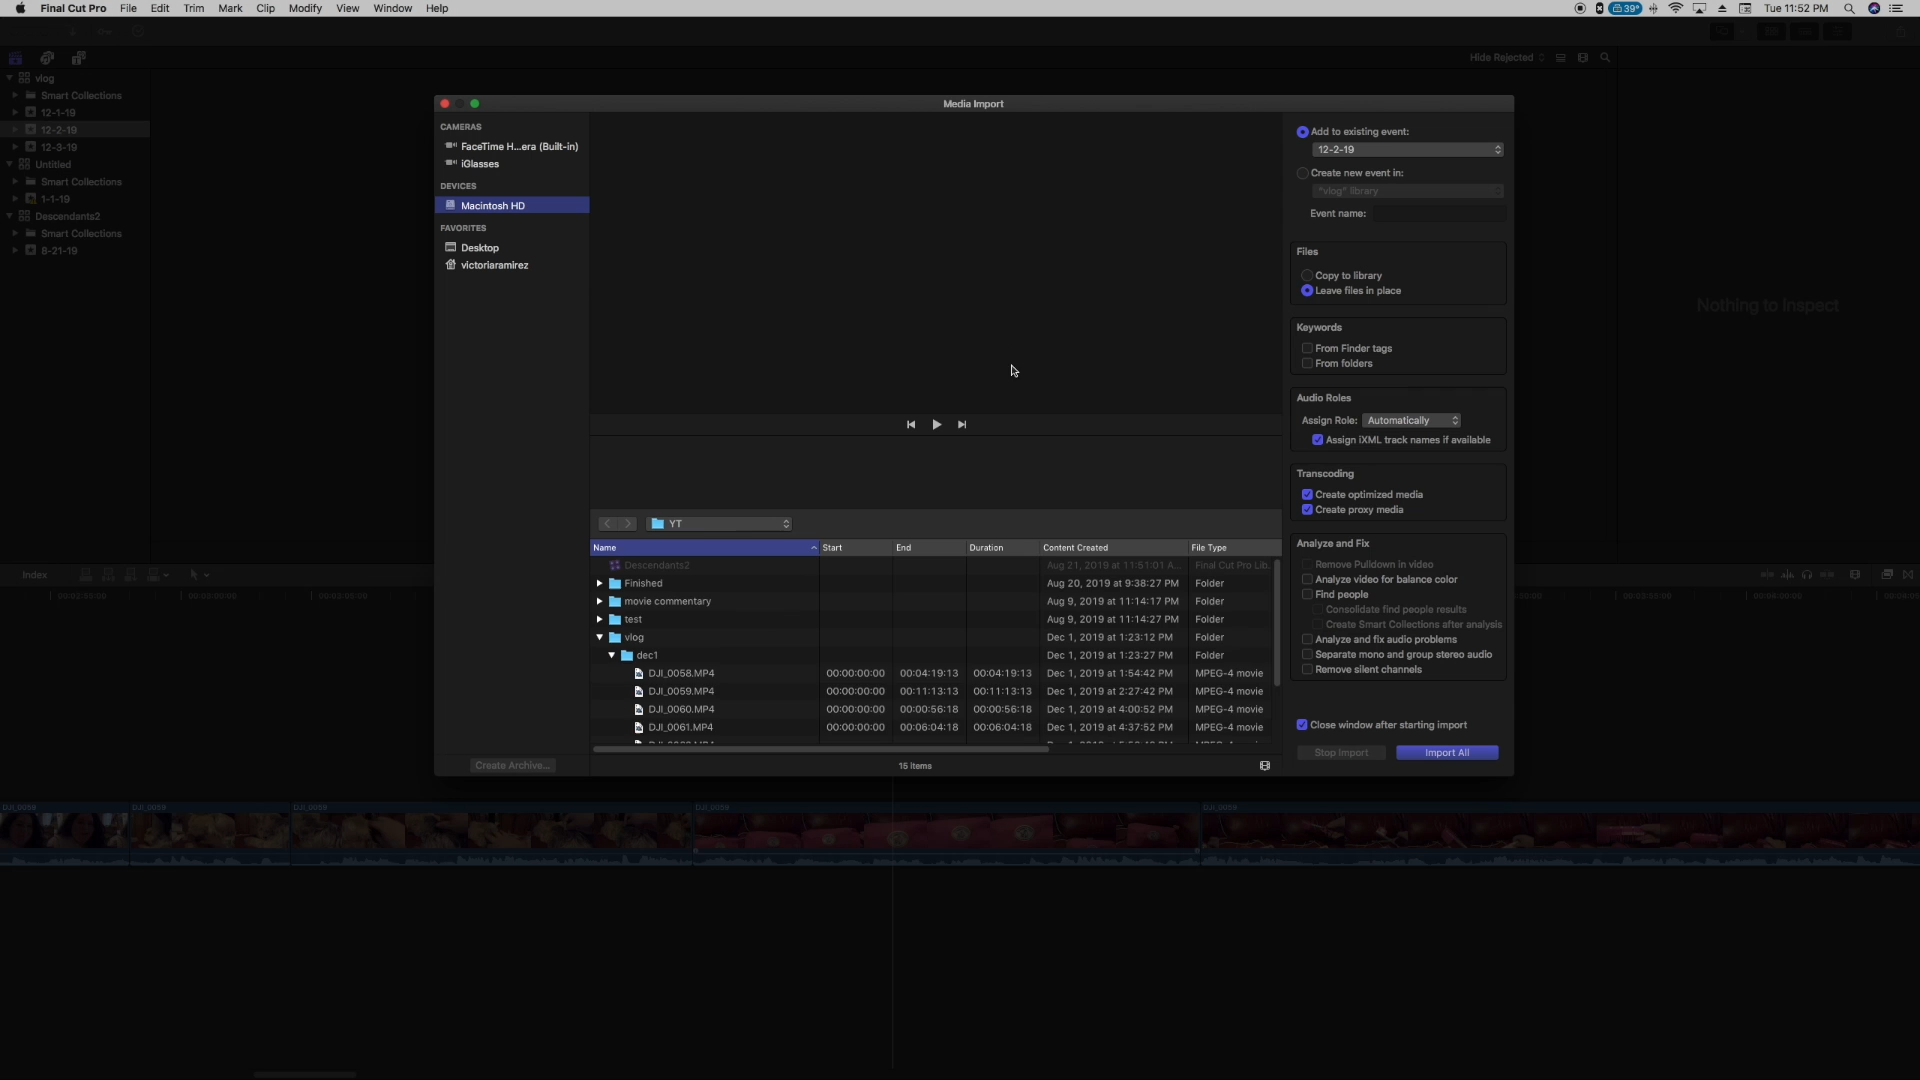 Final Cut Pro File Edit Trim Mark Clip Modify View Window Help
39° Tue 11:52 PM
Hide Rejected
vlog
Smart Collections
12-1-19
12-2-19
12-3-19
Untitled
Smart Collections
1-1-19
Descendants2
Smart Collections
8-21-19
Media Import
CAMERAS
FaceTime H...era (Built-in)
iGlasses
DEVICES
Macintosh HD
FAVORITES
Desktop
victoriaramirez
Create Archive...
YT
Name Start End Duration Content Created File Type
Descendants2 Aug 21, 2019 at 11:51:01 A... Final Cut Pro Lib.
Finished Aug 20, 2019 at 9:38:27 PM Folder
movie commentary Aug 9, 2019 at 11:14:17 PM Folder
test Aug 9, 2019 at 11:14:27 PM Folder
vlog Dec 1, 2019 at 1:23:12 PM Folder
dec1 Dec 1, 2019 at 1:23:27 PM Folder
DJI_0058.MP4 00:00:00:00 00:04:19:13 00:04:19:13 Dec 1, 2019 at 1:54:42 PM MPEG-4 movie
DJI_0059.MP4 00:00:00:00 00:11:13:13 00:11:13:13 Dec 1, 2019 at 2:27:42 PM MPEG-4 movie
DJI_0060.MP4 00:00:00:00 00:00:56:18 00:00:56:18 Dec 1, 2019 at 4:00:52 PM MPEG-4 movie
DJI_0061.MP4 00:00:00:00 00:06:04:18 00:06:04:18 Dec 1, 2019 at 4:37:52 PM MPEG-4 movie
15 items
Add to existing event:
12-2-19
Create new event in:
"vlog" library
Event name:
Files
Copy to library
Leave files in place
Keywords
From Finder tags
From folders
Audio Roles
Assign Role: Automatically
Assign iXML track names if available
Transcoding
Create optimized media
Create proxy media
Analyze and Fix
Remove Pulldown in video
Analyze video for balance color
Find people
Consolidate find people results
Create Smart Collections after analysis
Analyze and fix audio problems
Separate mono and group stereo audio
Remove silent channels
Close window after starting import
Stop Import Import All
Nothing to Inspect
Index
DJI_0059 DJI_0059 DJI_0059 DJI_0059